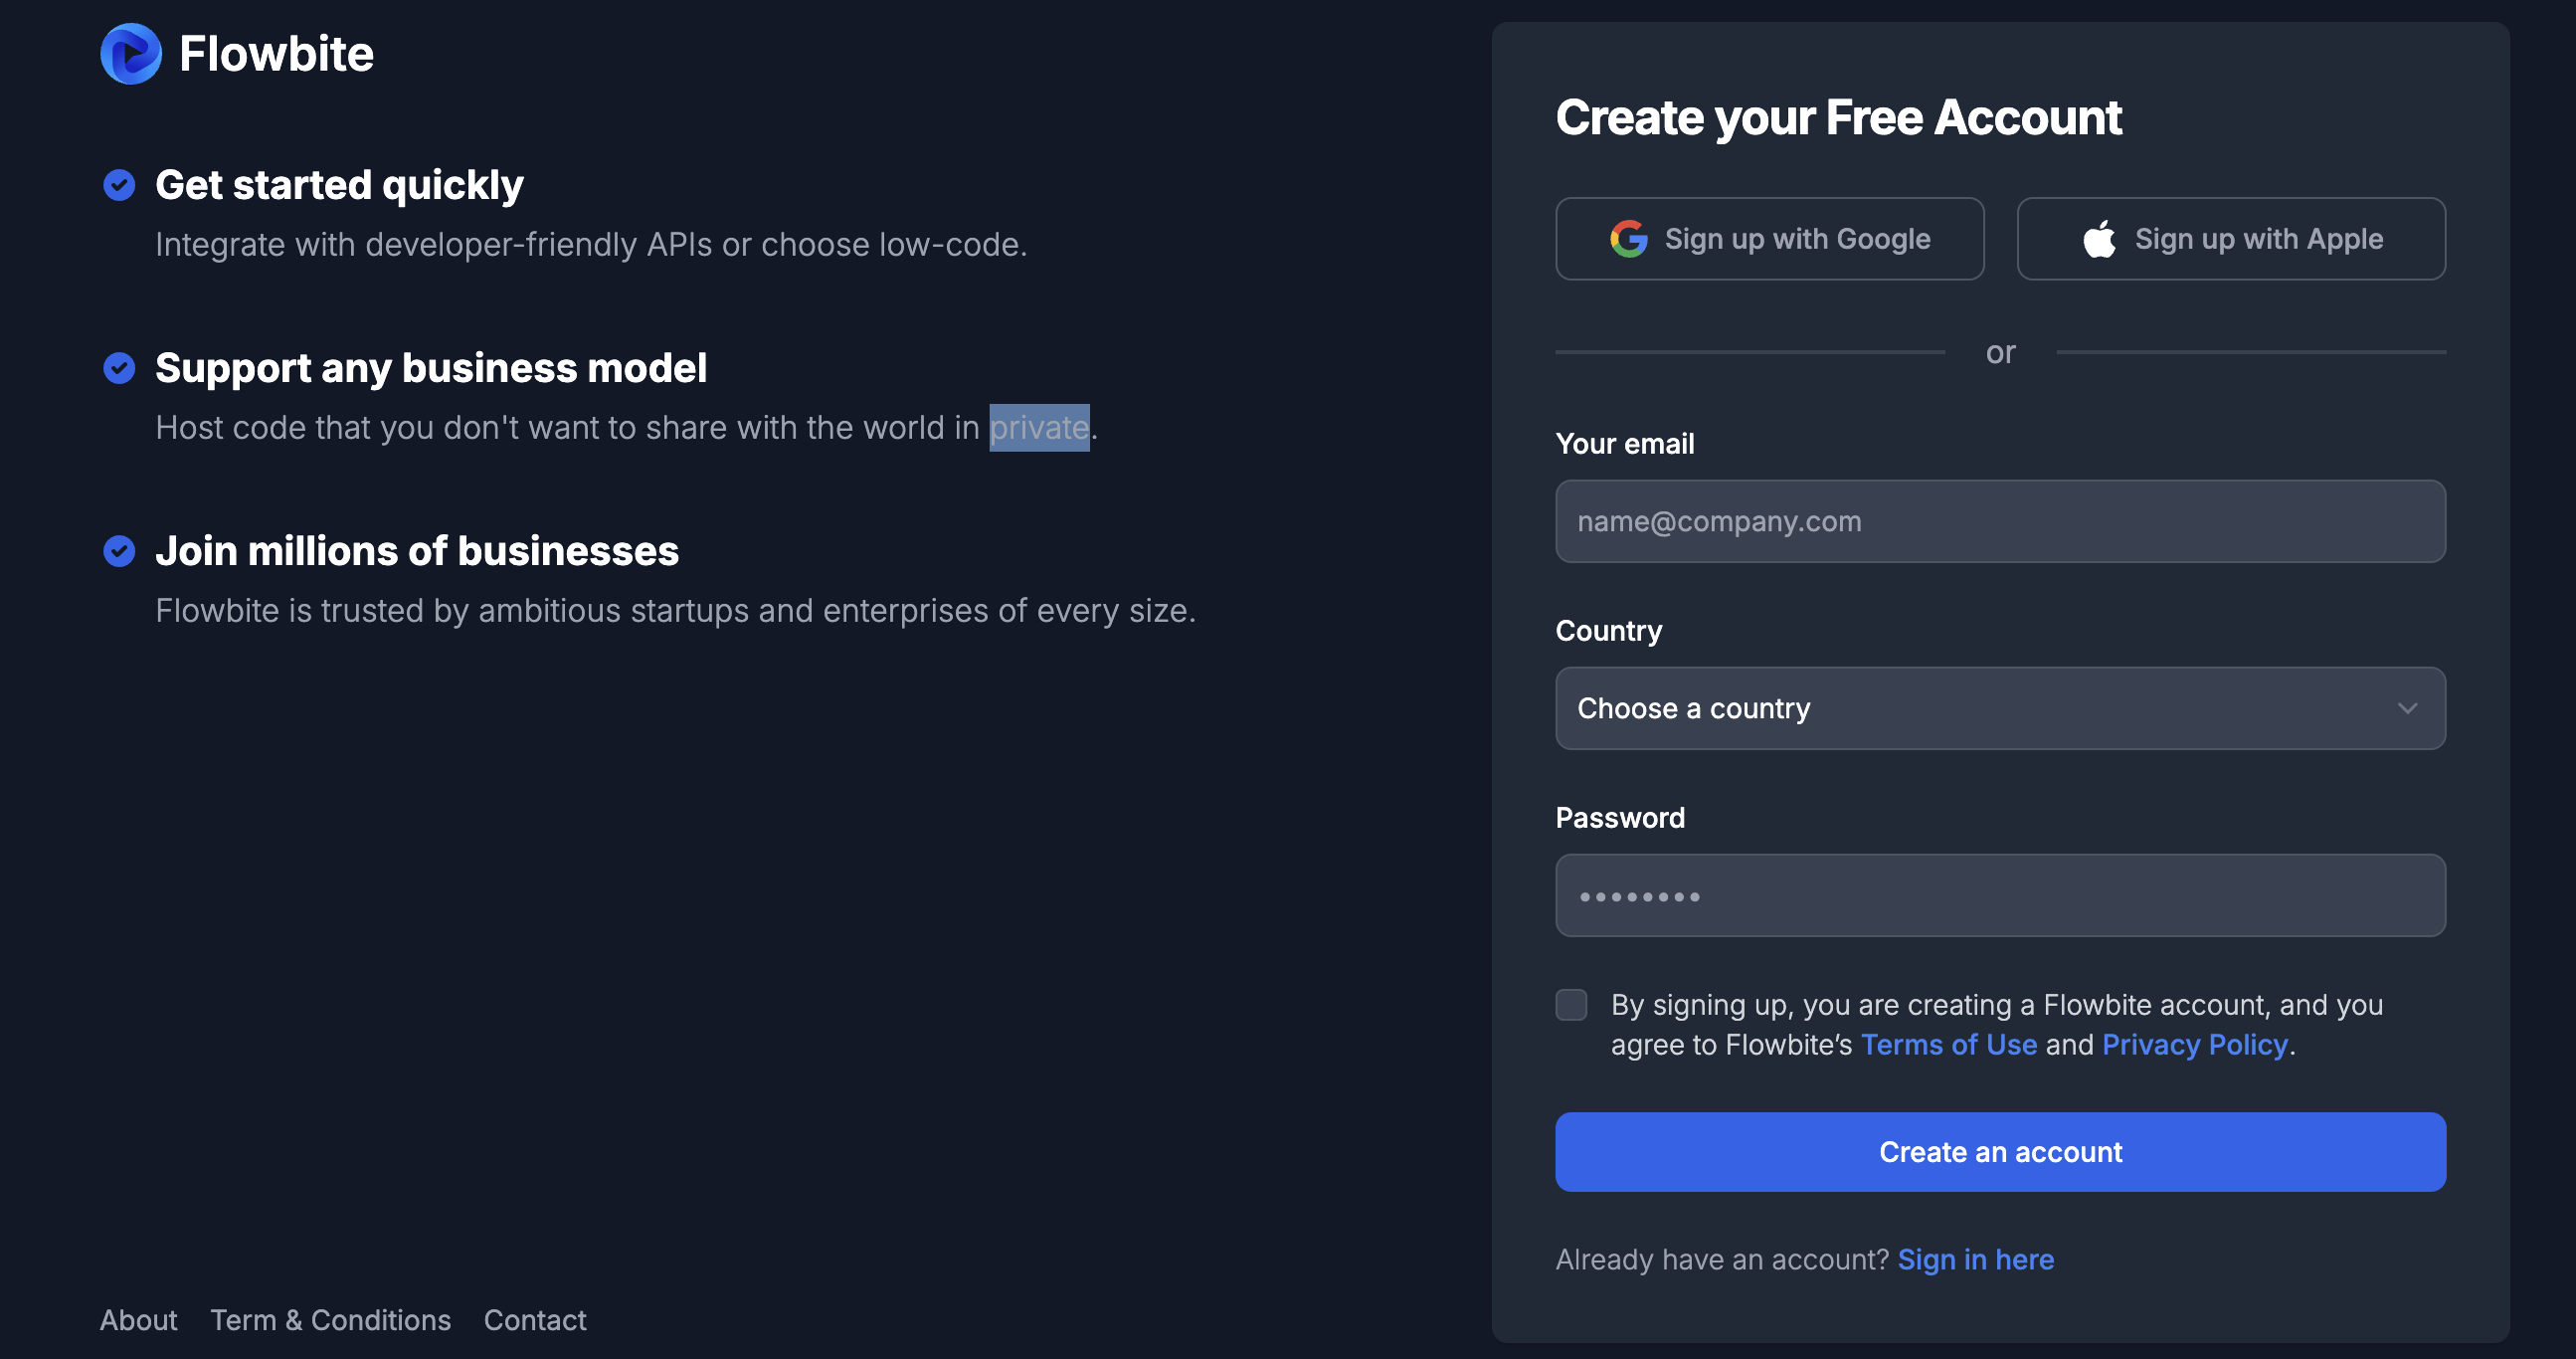 Flowbite
Get started quickly
Integrate with developer-friendly APIs or choose low-code.
Support any business model
Host code that you don't want to share with the world in private.
Join millions of businesses
Flowbite is trusted by ambitious startups and enterprises of every size.
About Term & Conditions Contact
Create your Free Account
Sign up with Google Sign up with Apple
or
Your email
name@company.com
Country
Choose a country
Password
••••••••
By signing up, you are creating a Flowbite account, and you
agree to Flowbite’s Terms of Use and Privacy Policy.
Create an account
Already have an account? Sign in here